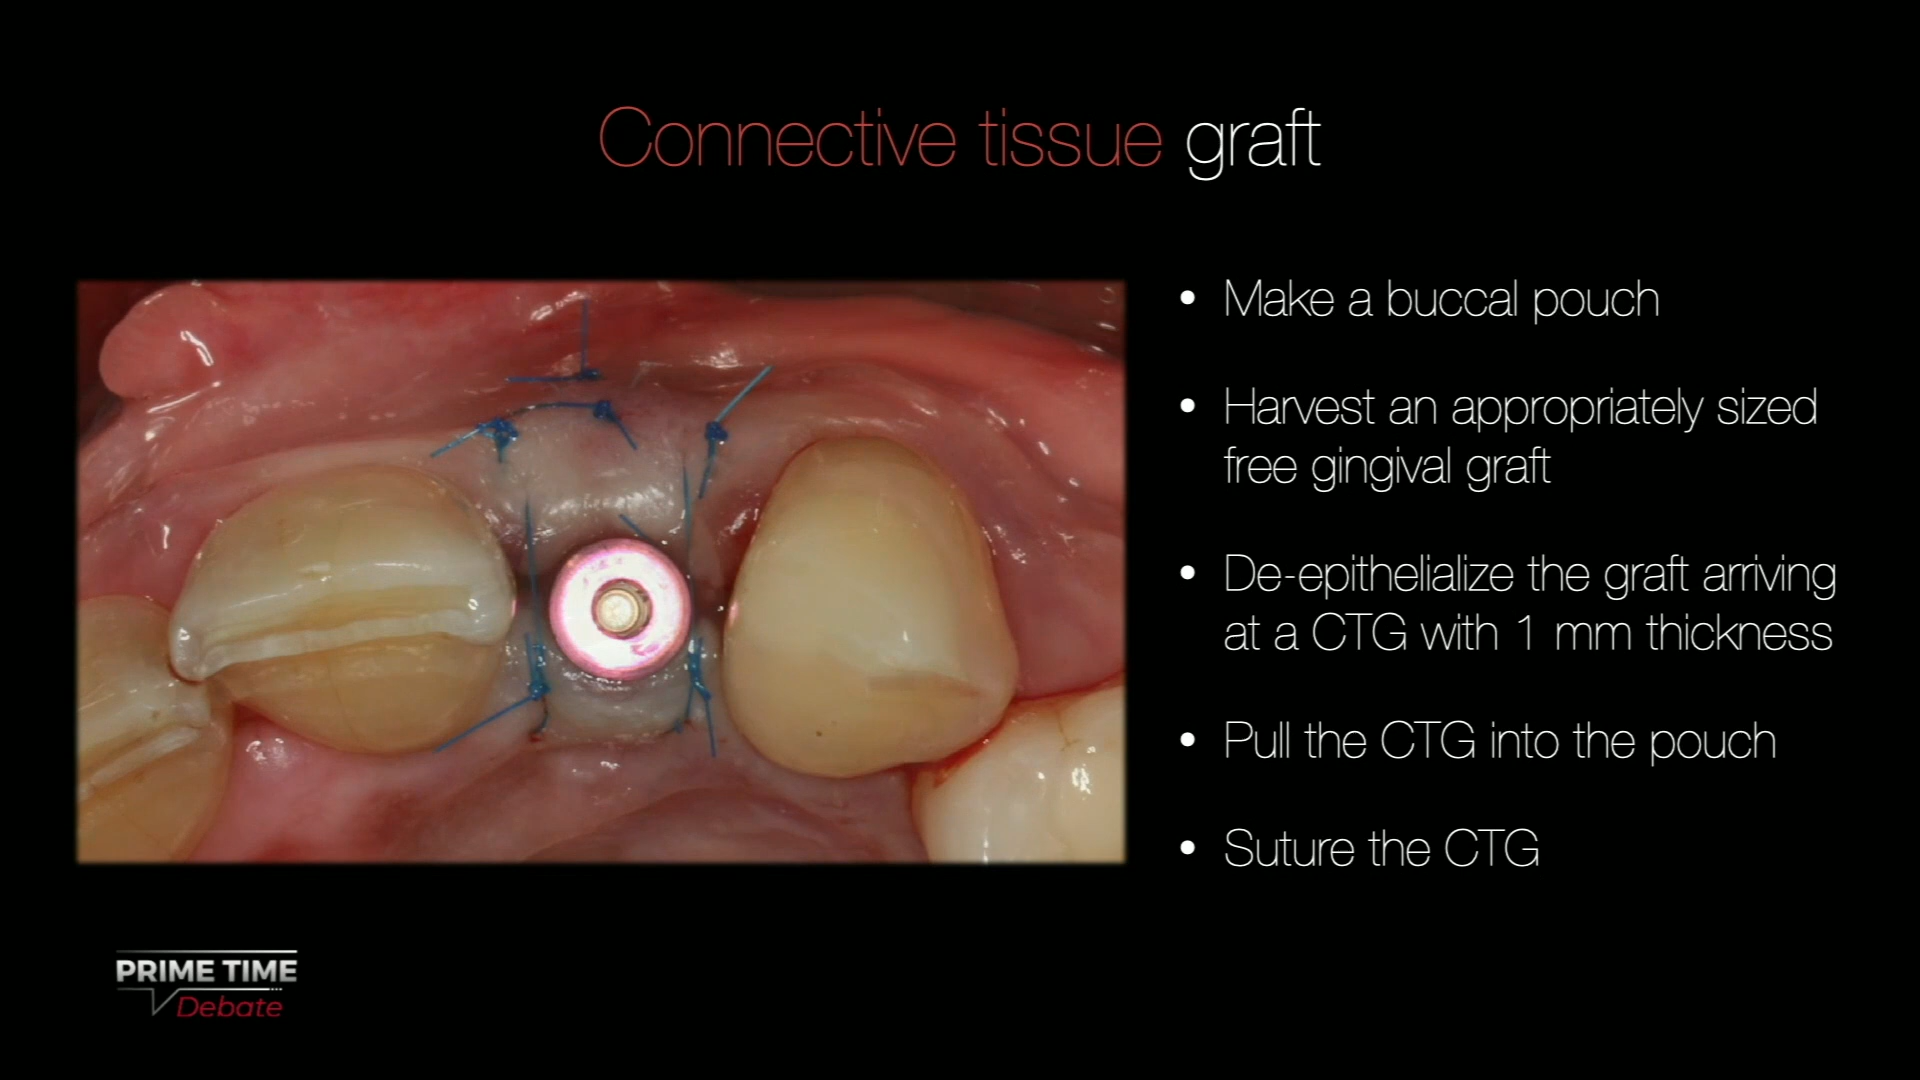 Connective tissue graft
• Make a buccal pouch
• Harvest an appropriately sized
free gingival graft
• De-epithelialize the graft arriving
at a CTG with 1 mm thickness
• Pull the CTG into the pouch
• Suture the CTG
PRIME TIME
Debate